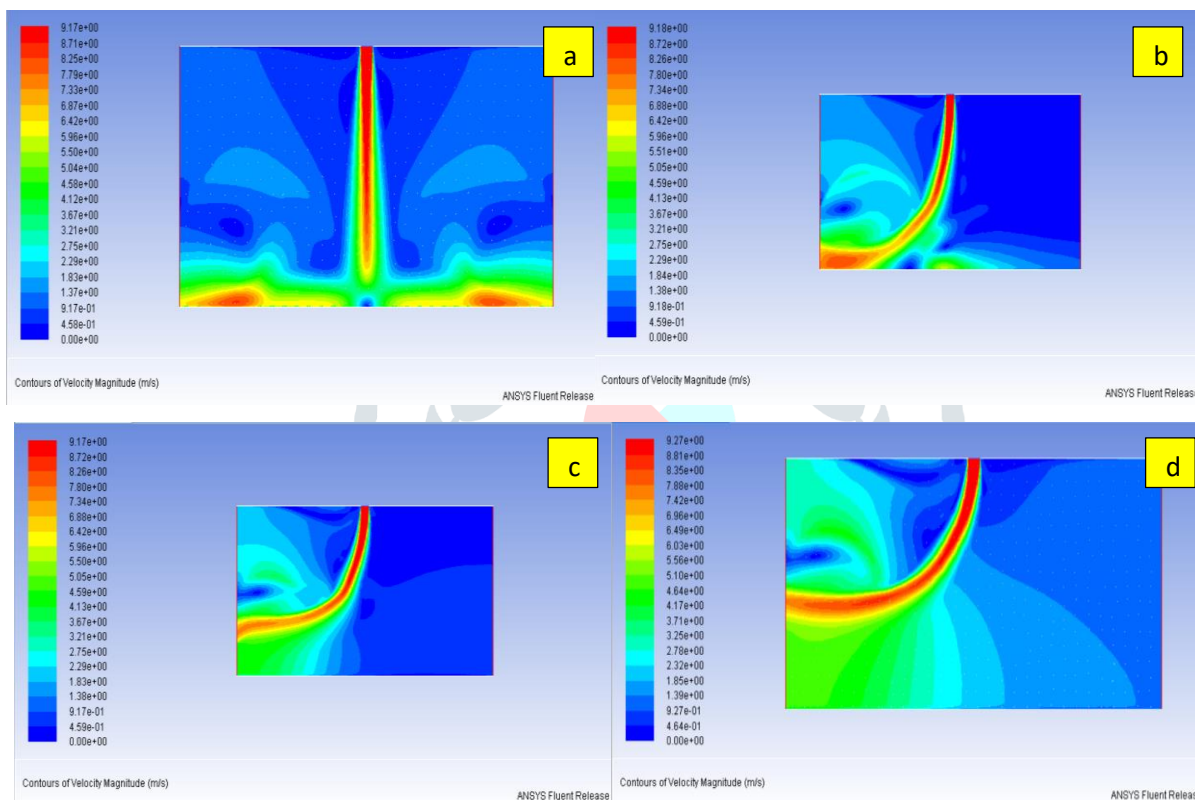 a
9.17e+00
8.71e+00
8.25e+00
7.79e+00
7.33e+00
6.87e+00
6.42e+00
5.96e+00
5.50e+00
5.04e+00
4.58e+00
4.13e+00
3.67e+00
3.21e+00
2.75e+00
2.29e+00
1.83e+00
1.37e+00
9.17e-01
4.58e-01
0.00e+00
Contours of Velocity Magnitude (m/s)
ANSYS Fluent Release
b
9.18e+00
8.72e+00
8.26e+00
7.80e+00
7.34e+00
6.88e+00
6.42e+00
5.96e+00
5.51e+00
5.05e+00
4.59e+00
4.13e+00
3.67e+00
3.21e+00
2.75e+00
2.29e+00
1.84e+00
1.38e+00
9.18e-01
4.59e-01
0.00e+00
Contours of Velocity Magnitude (m/s)
ANSYS Fluent Release
c
9.17e+00
8.72e+00
8.26e+00
7.80e+00
7.34e+00
6.88e+00
6.42e+00
5.96e+00
5.50e+00
5.05e+00
4.59e+00
4.13e+00
3.67e+00
3.21e+00
2.75e+00
2.29e+00
1.83e+00
1.38e+00
9.17e-01
4.59e-01
0.00e+00
Contours of Velocity Magnitude (m/s)
ANSYS Fluent Release
d
9.27e+00
8.81e+00
8.35e+00
7.88e+00
7.42e+00
6.96e+00
6.49e+00
6.03e+00
5.56e+00
5.10e+00
4.64e+00
4.17e+00
3.71e+00
3.25e+00
2.78e+00
2.32e+00
1.85e+00
1.39e+00
9.27e-01
4.64e-01
0.00e+00
Contours of Velocity Magnitude (m/s)
ANSYS Fluent Release